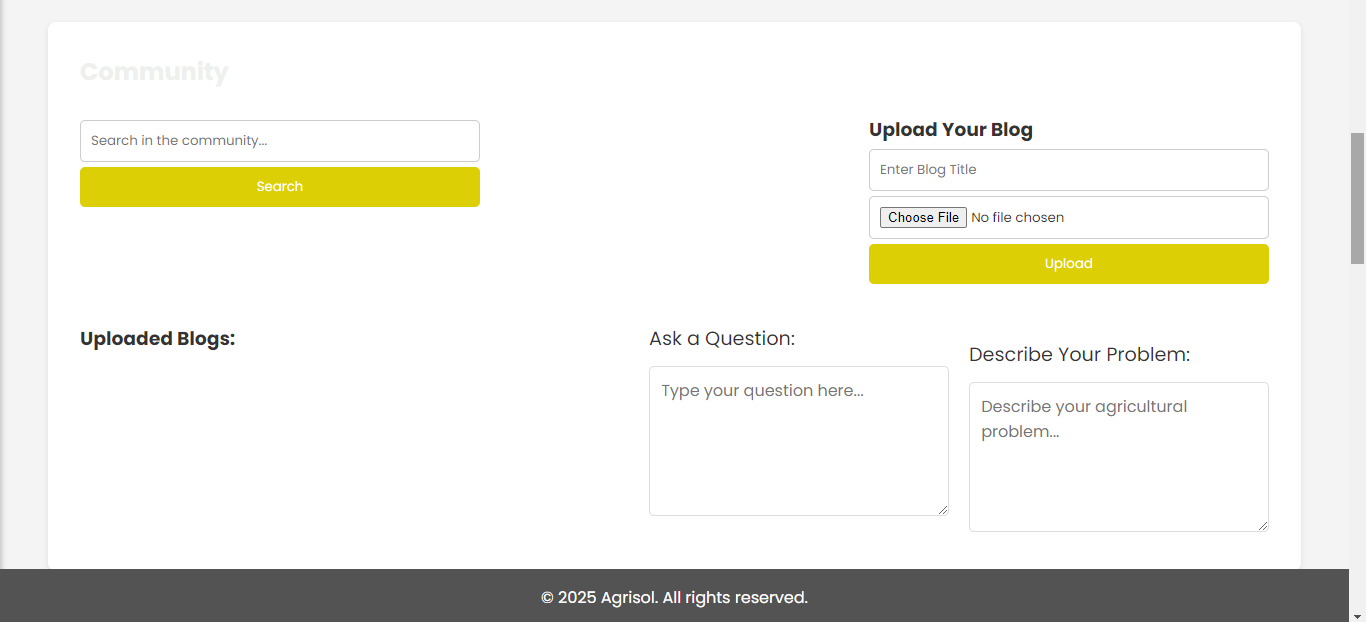 Community
Search in the community...
Search
Upload Your Blog
Enter Blog Title
Choose File No file chosen
Upload
Uploaded Blogs:
Ask a Question:
Type your question here...
Describe Your Problem:
Describe your agricultural
problem...
© 2025 Agrisol. All rights reserved.